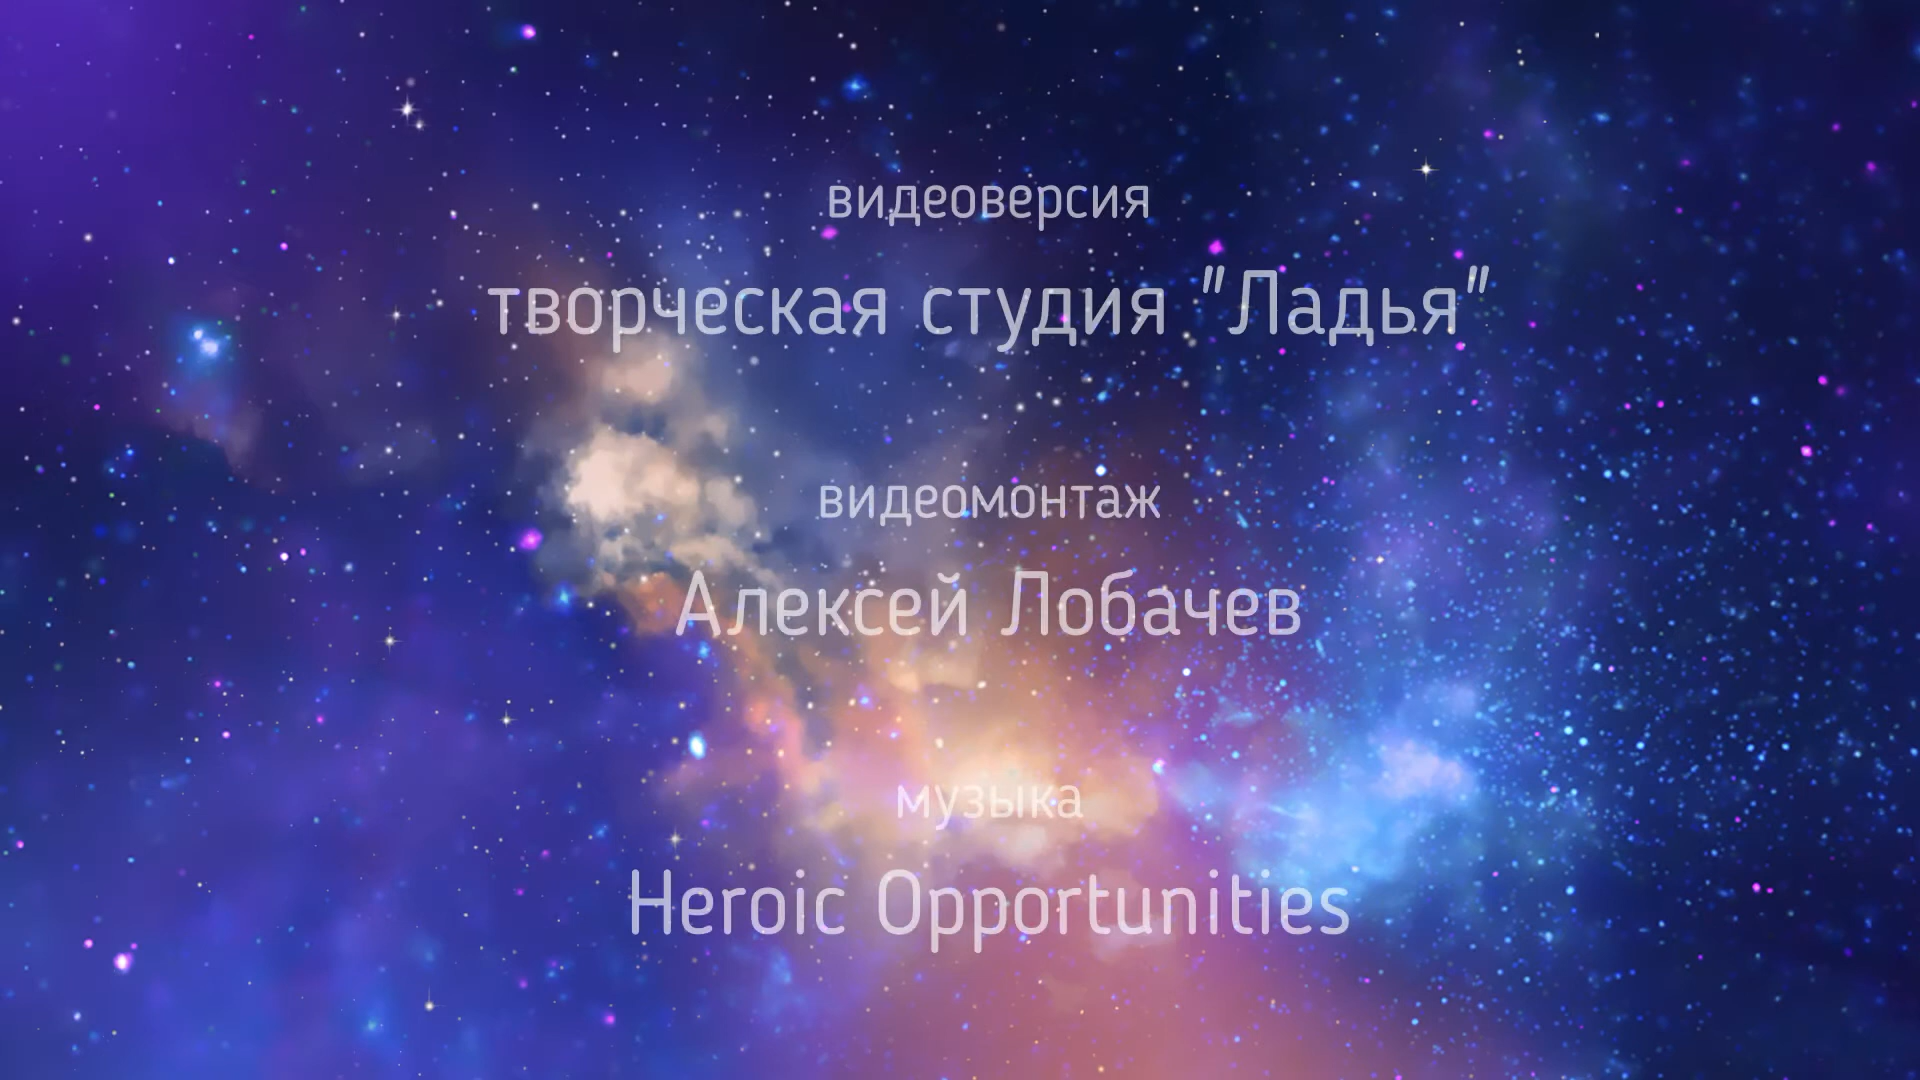 видеоверсия
творческая студия "Ладья"
видеомонтаж
Алексей Лобачев
музыка
Heroic Opportunities